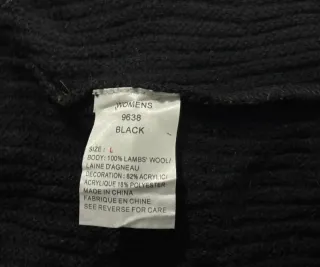 WOMENS
9638
BLACK
SIZE: L
BODY: 100% LAMBS' WOOL/
LAINE D'AGNEAU
DECORATION: 82% ACRYLIC/
ACRYLIQUE 18% POLYESTER
MADE IN CHINA
FABRIQUE EN CHINE
SEE REVERSE FOR CARE